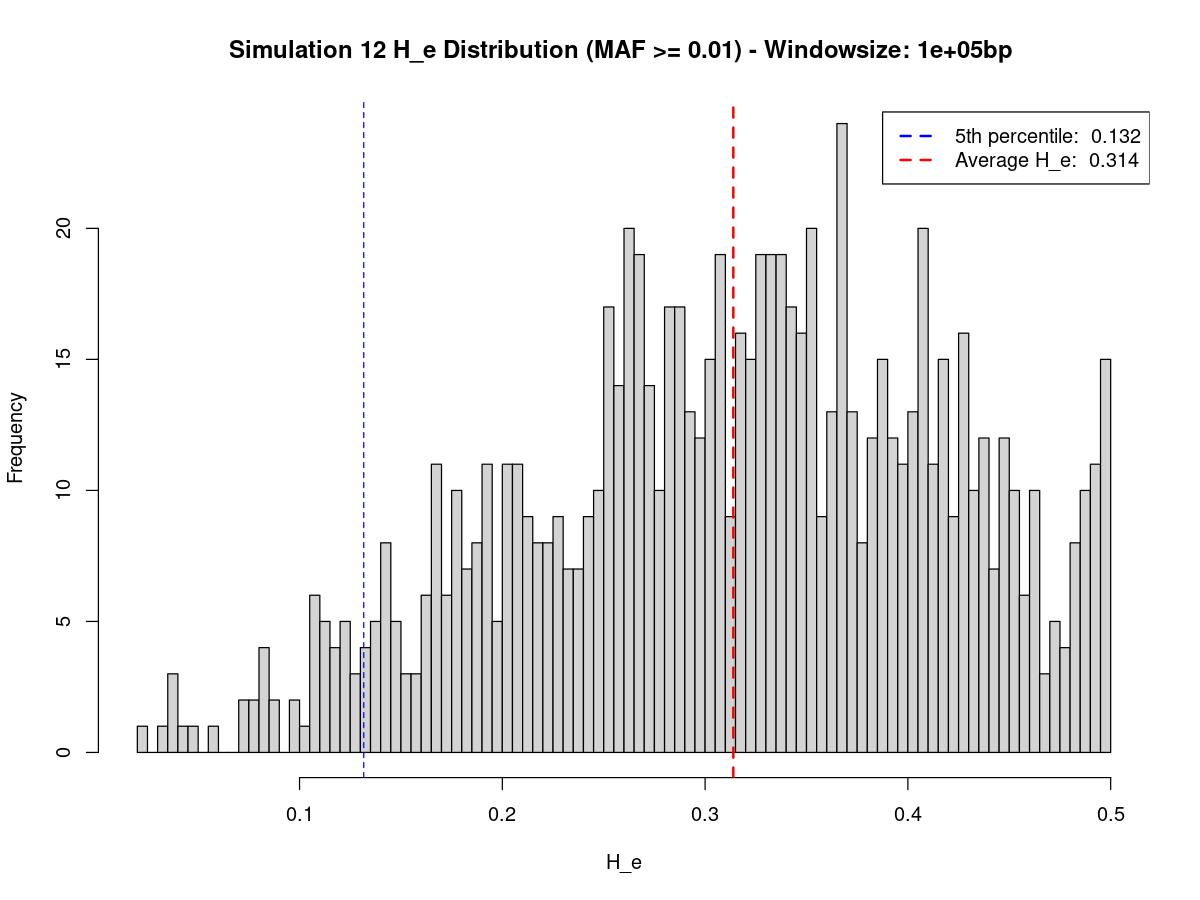 Simulation 12 H_e Distribution (MAF >= 0.01) - Windowsize: 1e+05bp
5th percentile:  0.132
Average H_e:  0.314
Frequency
20
15
10
5
0
0.1 0.2 0.3 0.4 0.5
H_e